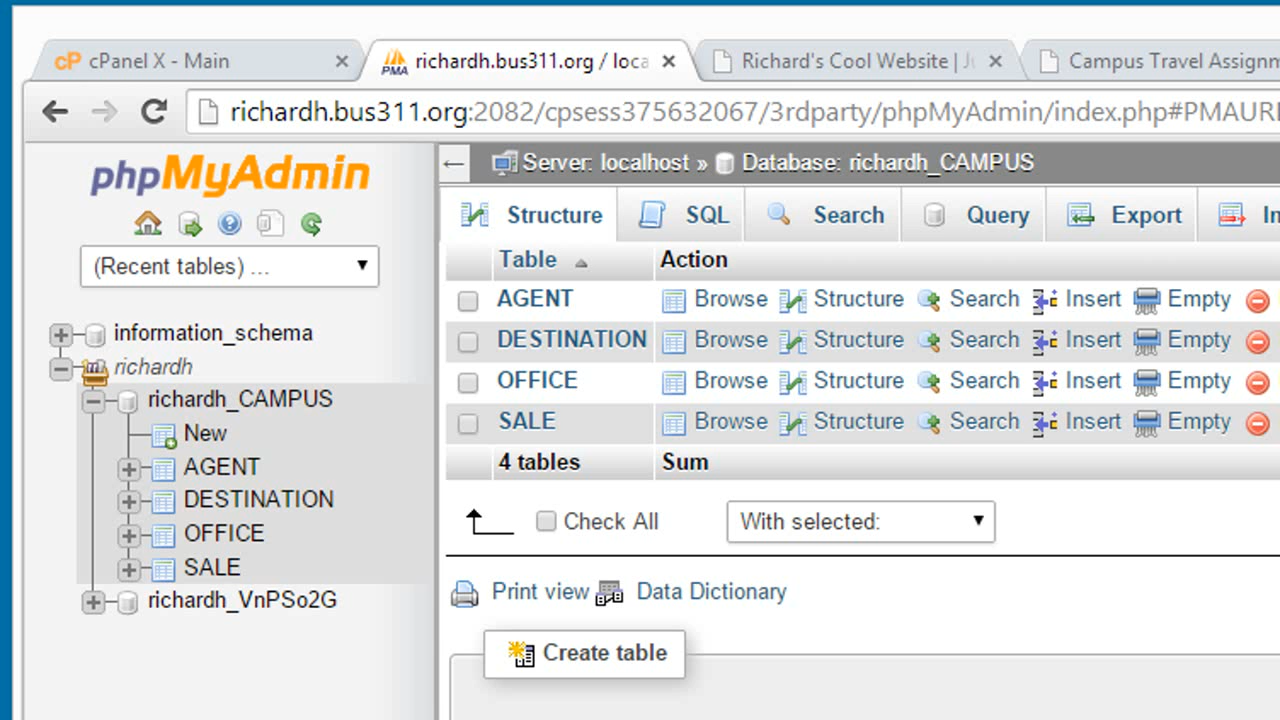 cP cPanel X - Main
PMA richardh.bus311.org / loca
Richard's Cool Website |
Campus Travel Assignm
richardh.bus311.org:2082/cpsess375632067/3rdparty/phpMyAdmin/index.php#PMAURL
phpMyAdmin
(Recent tables) ...
information_schema
richardh
richardh_CAMPUS
New
AGENT
DESTINATION
OFFICE
SALE
richardh_VnPSo2G
Server: localhost » Database: richardh_CAMPUS
Structure SQL Search Query Export
Table Action
AGENT Browse Structure Search Insert Empty
DESTINATION Browse Structure Search Insert Empty
OFFICE Browse Structure Search Insert Empty
SALE Browse Structure Search Insert Empty
4 tables Sum
Check All With selected:
Print view Data Dictionary
Create table